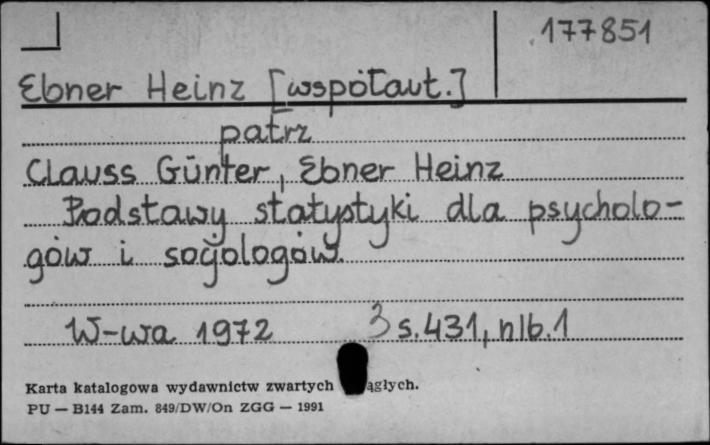 177851
Ebner Heinz [współaut.]
patrz
Clauss Günter, Ebner Heinz
Podstawy statystyki dla psycholo-
gów i socjologów.
W-wa 1972 s. 431, nlb. 1
Karta katalogowa wydawnictw zwartych ągłych.
PU — B144 Zam. 849/DW/On ZGG — 1991